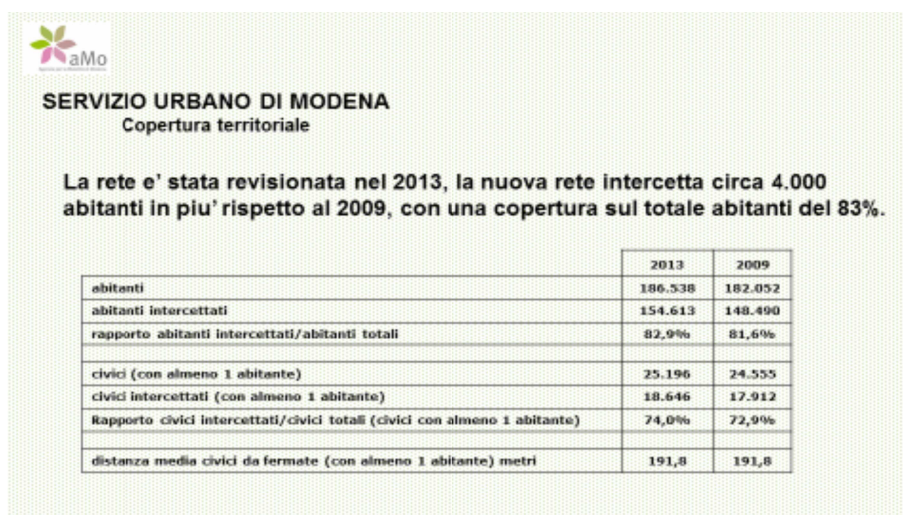 aMo
SERVIZIO URBANO DI MODENA
Copertura territoriale
La rete e' stata revisionata nel 2013, la nuova rete intercetta circa 4.000
abitanti in piu' rispetto al 2009, con una copertura sul totale abitanti del 83%.
2013 2009
abitanti 186.538 182.052
abitanti intercettati 154.613 148.490
rapporto abitanti intercettati/abitanti totali 82,9% 81,6%
civici (con almeno 1 abitante) 25.196 24.555
civici intercettati (con almeno 1 abitante) 18.646 17.912
Rapporto civici intercettati/civici totali (civici con almeno 1 abitante) 74,0% 72,9%
distanza media civici da fermate (con almeno 1 abitante) metri 191,8 191,8